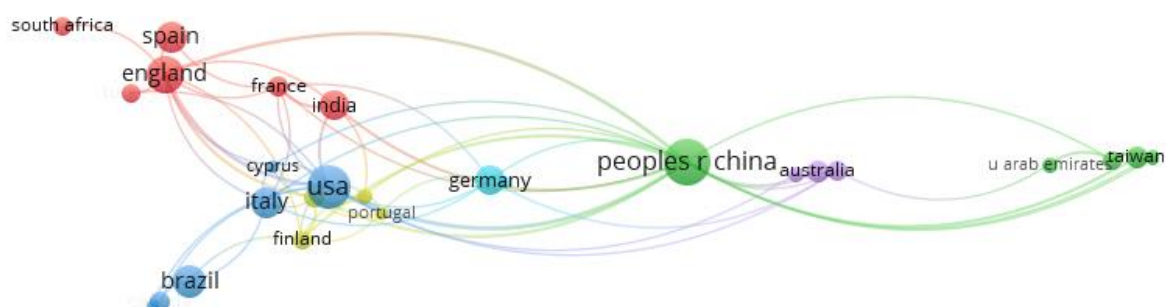 south africa
spain
england
france
india
cyprus
usa
italy
portugal
finland
brazil
germany
peoples r china
australia
u arab emirates
taiwan